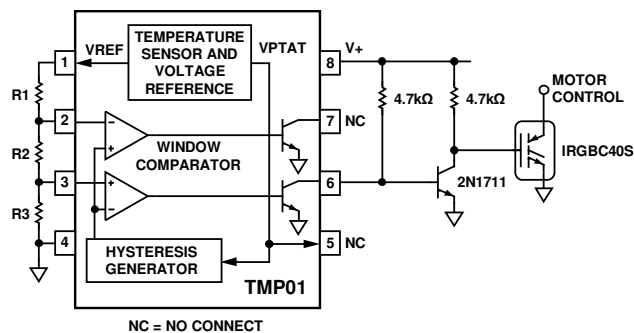 TEMPERATURE
SENSOR AND
VOLTAGE
REFERENCE
VREF
VPTAT
1
8
V+
R1
4.7kΩ
4.7kΩ
MOTOR
CONTROL
2
7
NC
R2
WINDOW
COMPARATOR
IRGBC40S
3
6
2N1711
R3
4
5
NC
HYSTERESIS
GENERATOR
TMP01
NC = NO CONNECT